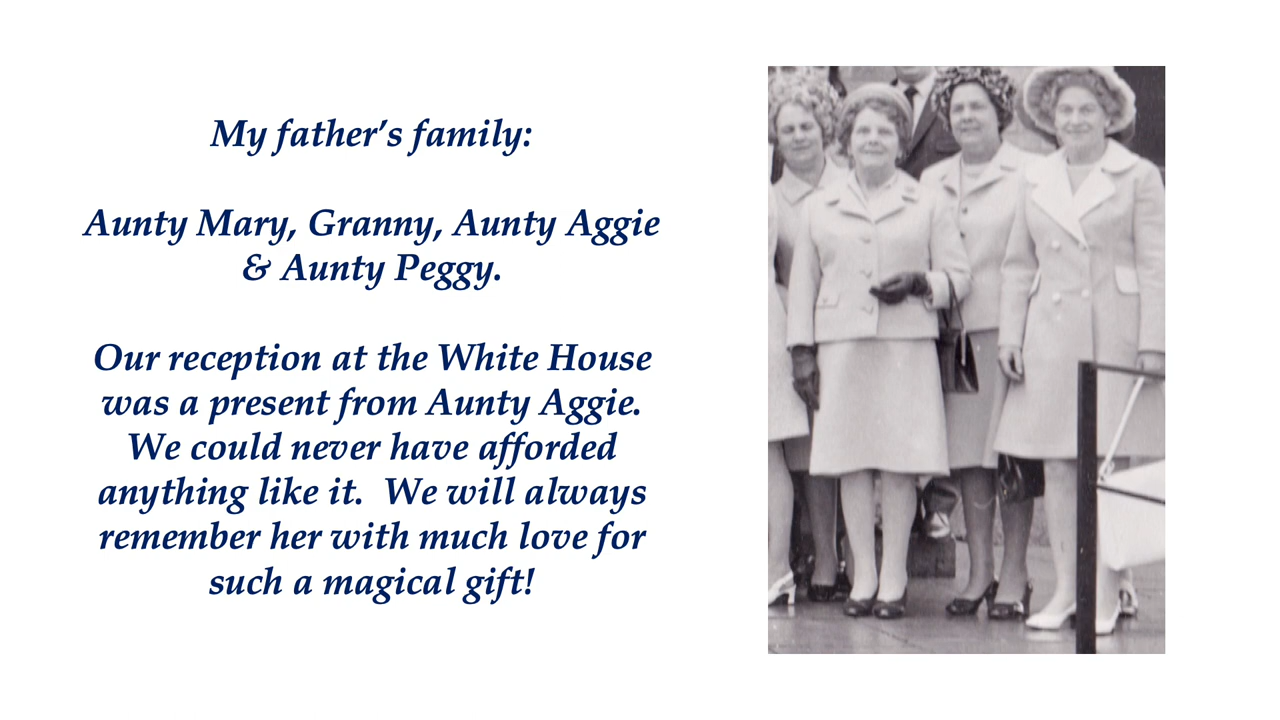 My father’s family:
Aunty Mary, Granny, Aunty Aggie
& Aunty Peggy.
Our reception at the White House
was a present from Aunty Aggie.
We could never have afforded
anything like it.  We will always
remember her with much love for
such a magical gift!